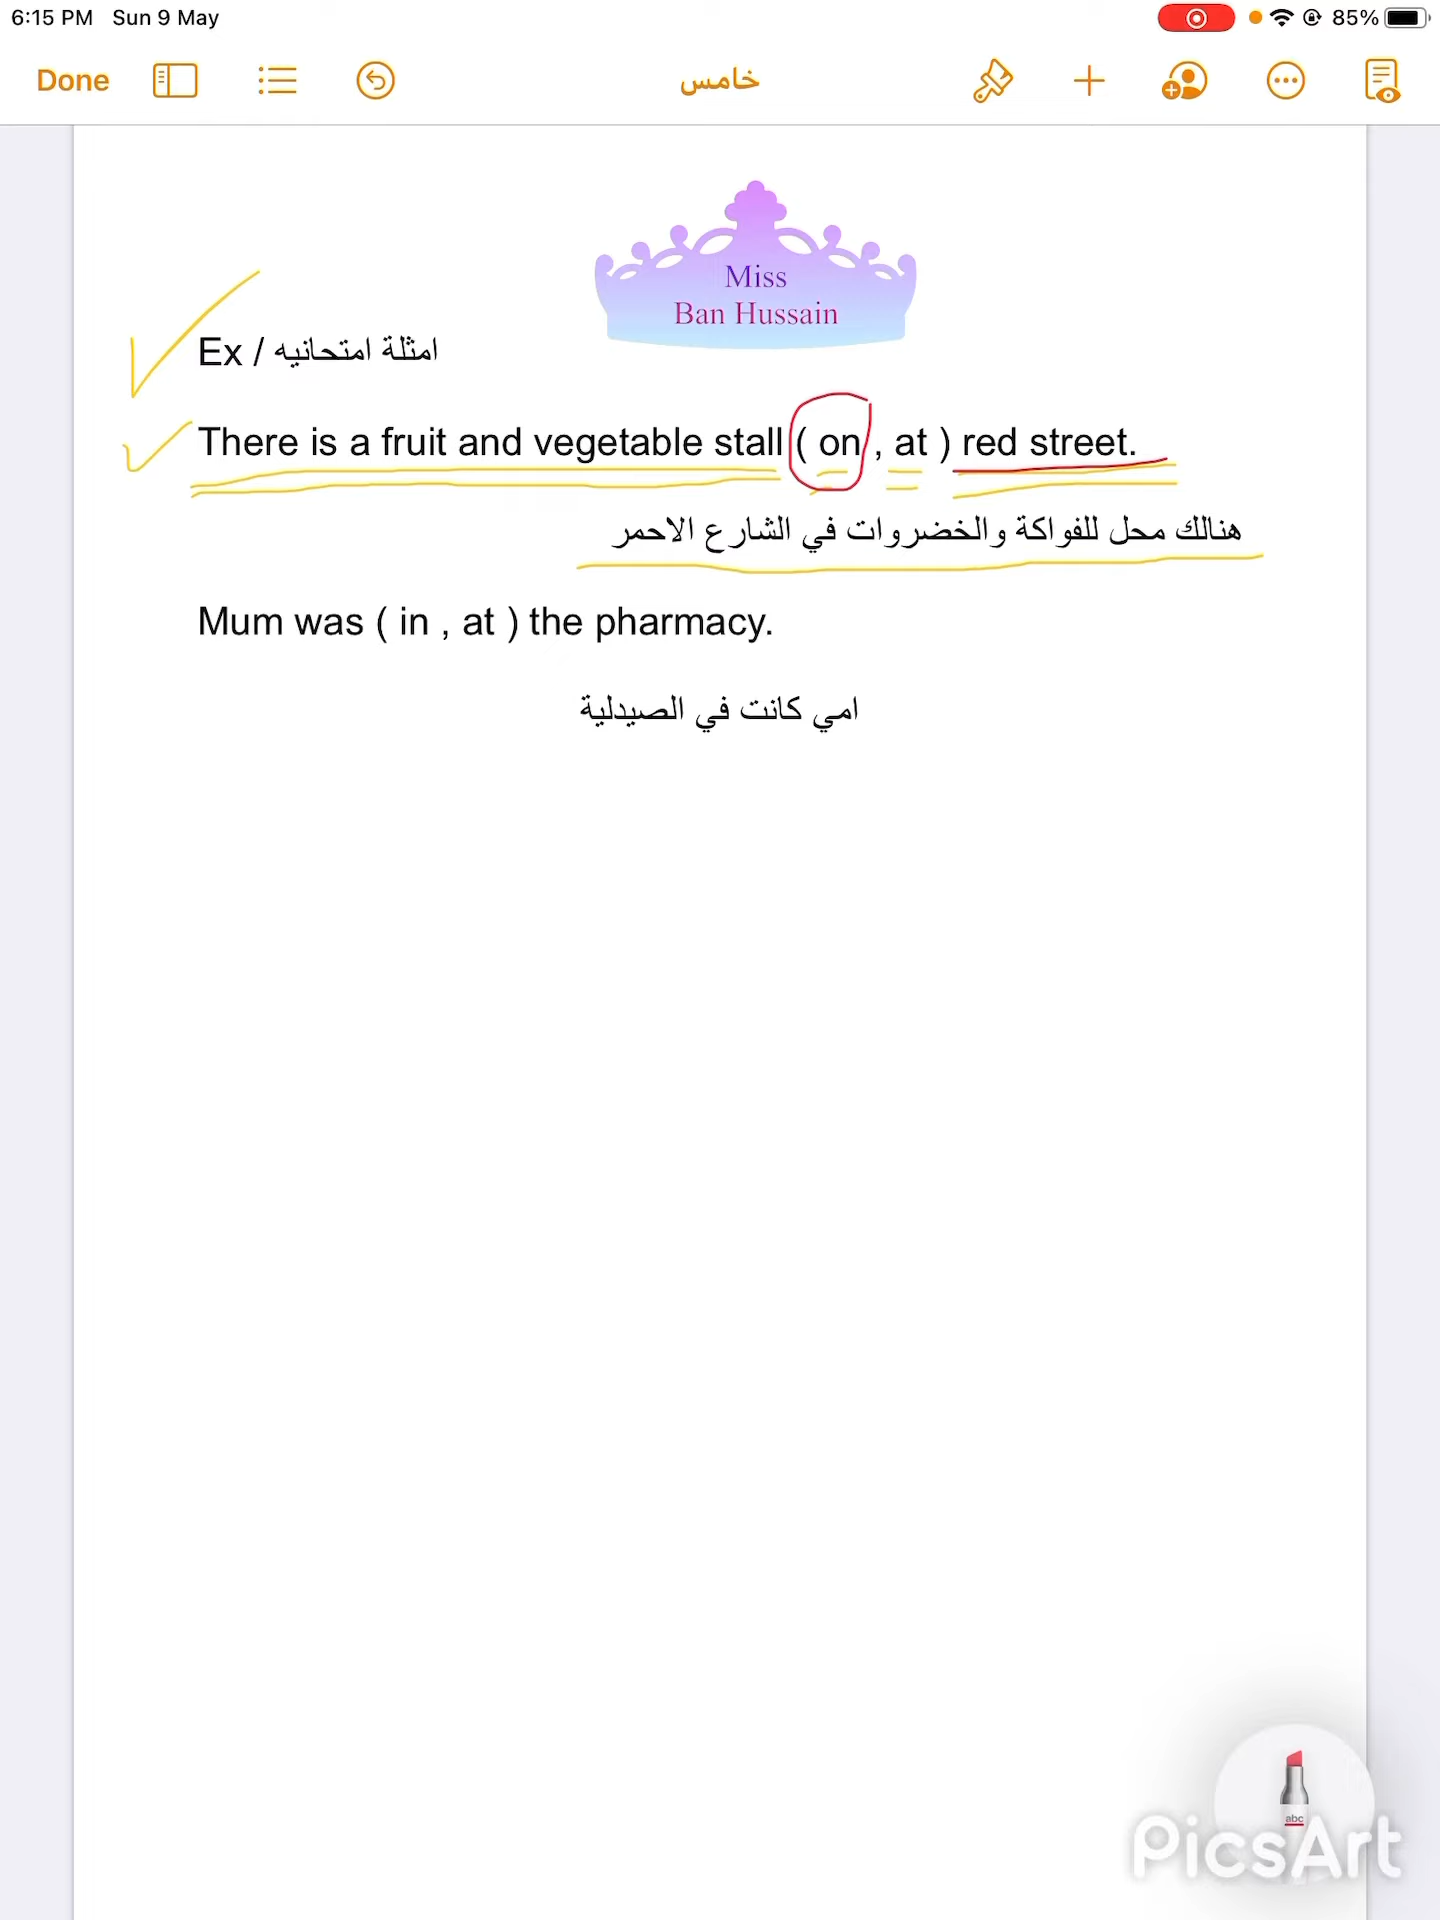 6:15 PM Sun 9 May 85%
Done خامس
Miss
Ban Hussain
Ex / امثلة امتحانيه
There is a fruit and vegetable stall ( on , at ) red street.
هنالك محل للفواكة والخضروات في الشارع الاحمر
Mum was ( in , at ) the pharmacy.
امي كانت في الصيدلية
abc
PicsArt